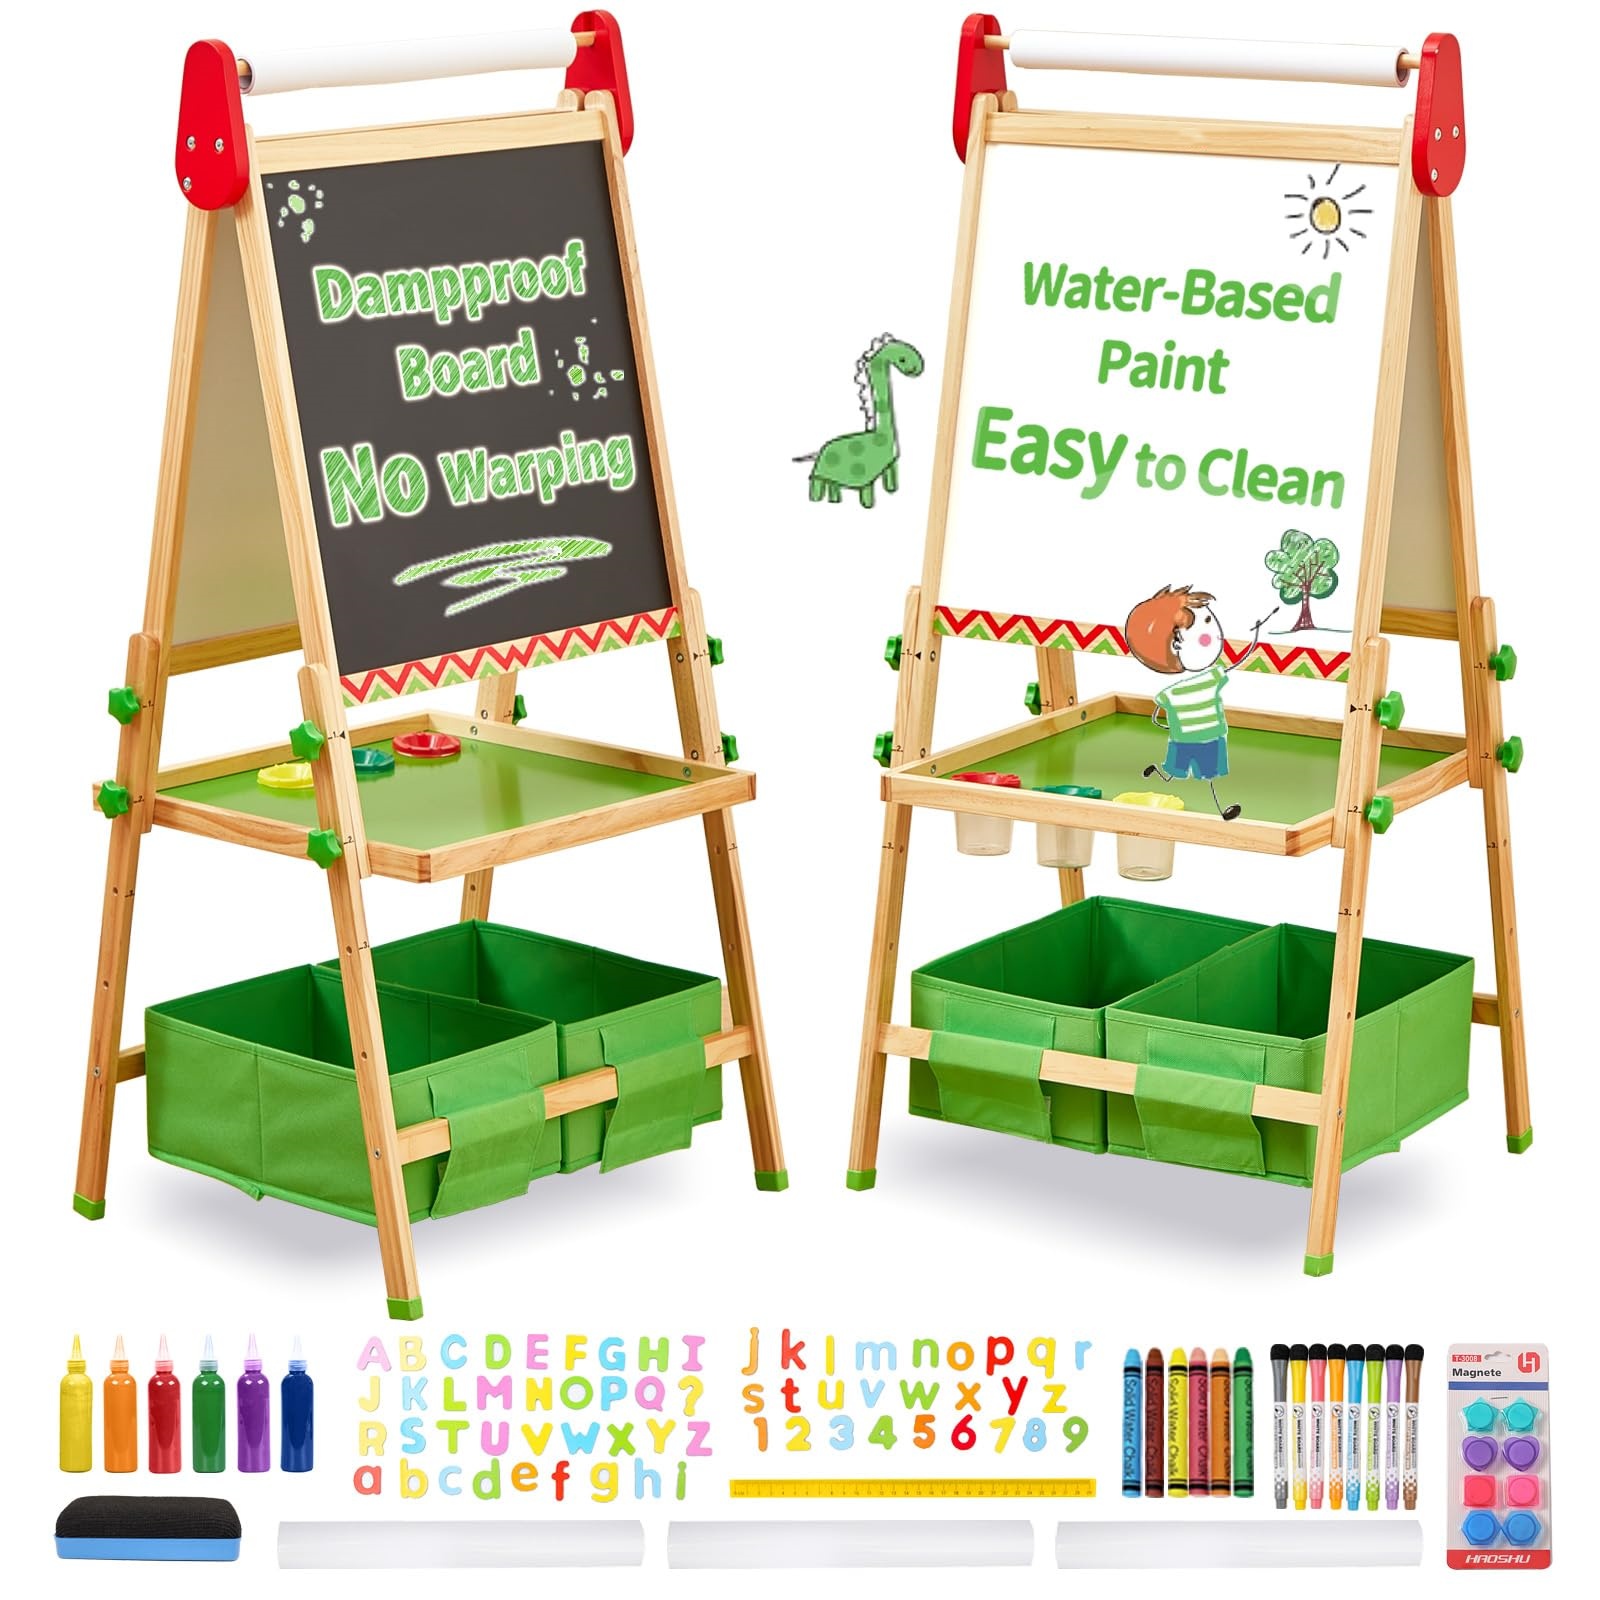 Dampproof
Board
No Warping
Water-Based
Paint
Easy to Clean
ABCDEFGHI
JKLMNOPQ?
RSTUVWXYZ
abcdefghi
jklmnopqr
stuvwxyz
123456789
T-3008
Magnete
HAOSHU